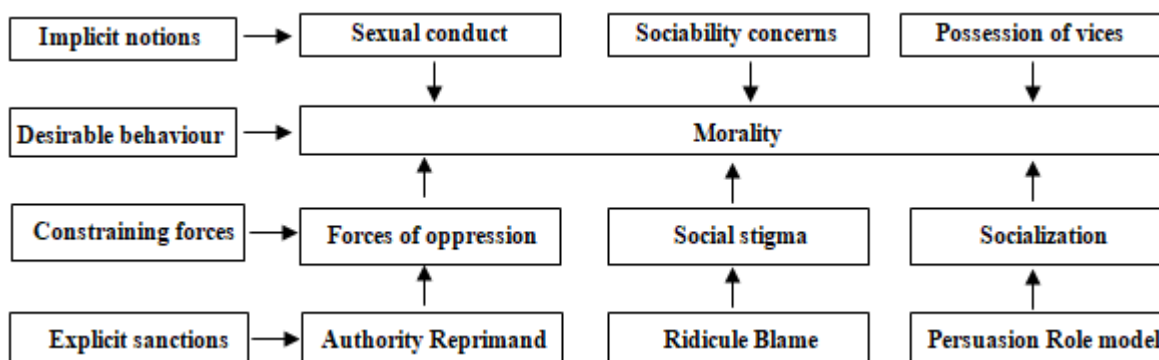 Implicit notions Sexual conduct Sociability concerns Possession of vices
Desirable behaviour Morality
Constraining forces Forces of oppression Social stigma Socialization
Explicit sanctions Authority Reprimand Ridicule Blame Persuasion Role model